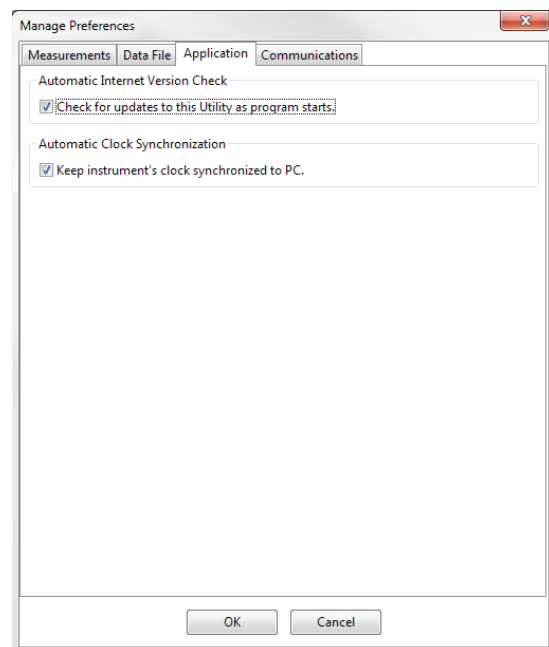 Manage Preferences
Measurements Data File Application Communications
Automatic Internet Version Check
Check for updates to this Utility as program starts.
Automatic Clock Synchronization
Keep instrument's clock synchronized to PC.
OK Cancel